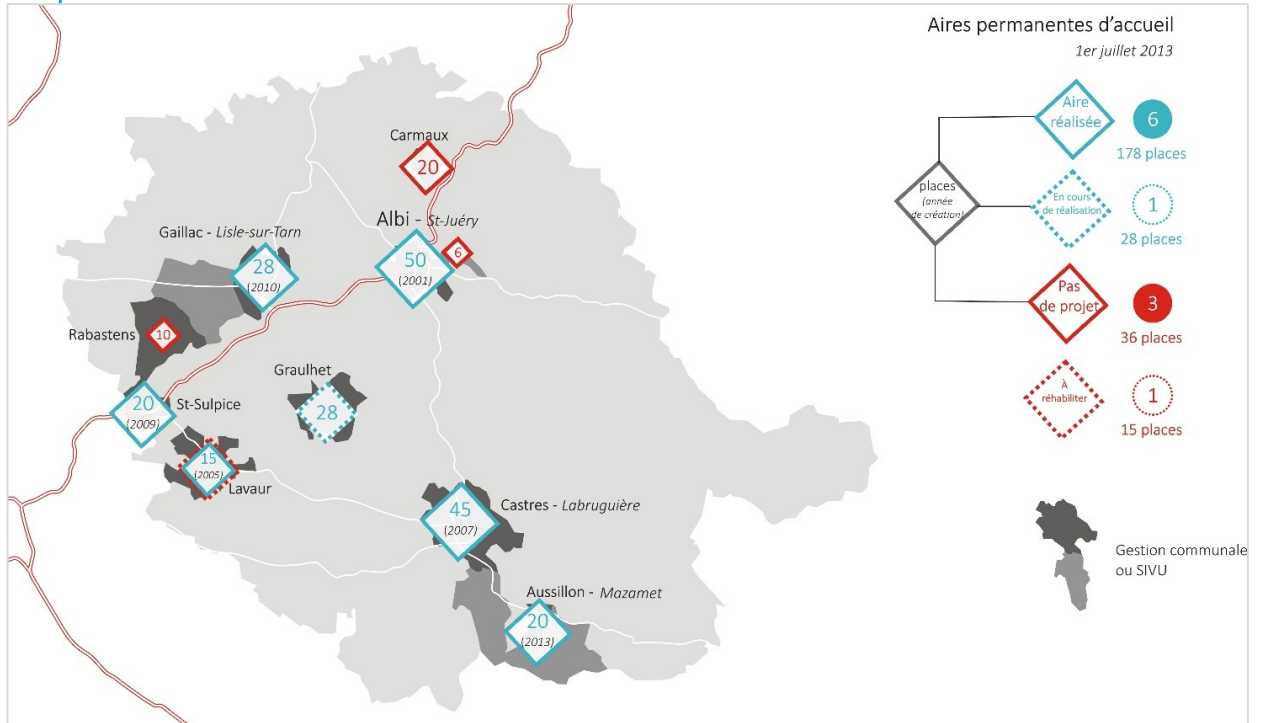 Aires permanentes d'accueil
1er juillet 2013
Aire
réalisée
6
178 places
places
(année
de création)
En cours
de réalisation
1
28 places
Pas
de projet
3
36 places
À
réhabiliter
1
15 places
Gestion communale
ou SIVU
Carmaux
20
Albi - St-Juéry
50
(2001)
6
Gaillac - Lisle-sur-Tarn
28
(2010)
Rabastens
10
Graulhet
28
20
(2009)
St-Sulpice
15
(2005)
Lavaur
45
(2007)
Castres - Labruguière
Aussillon - Mazamet
20
(2013)